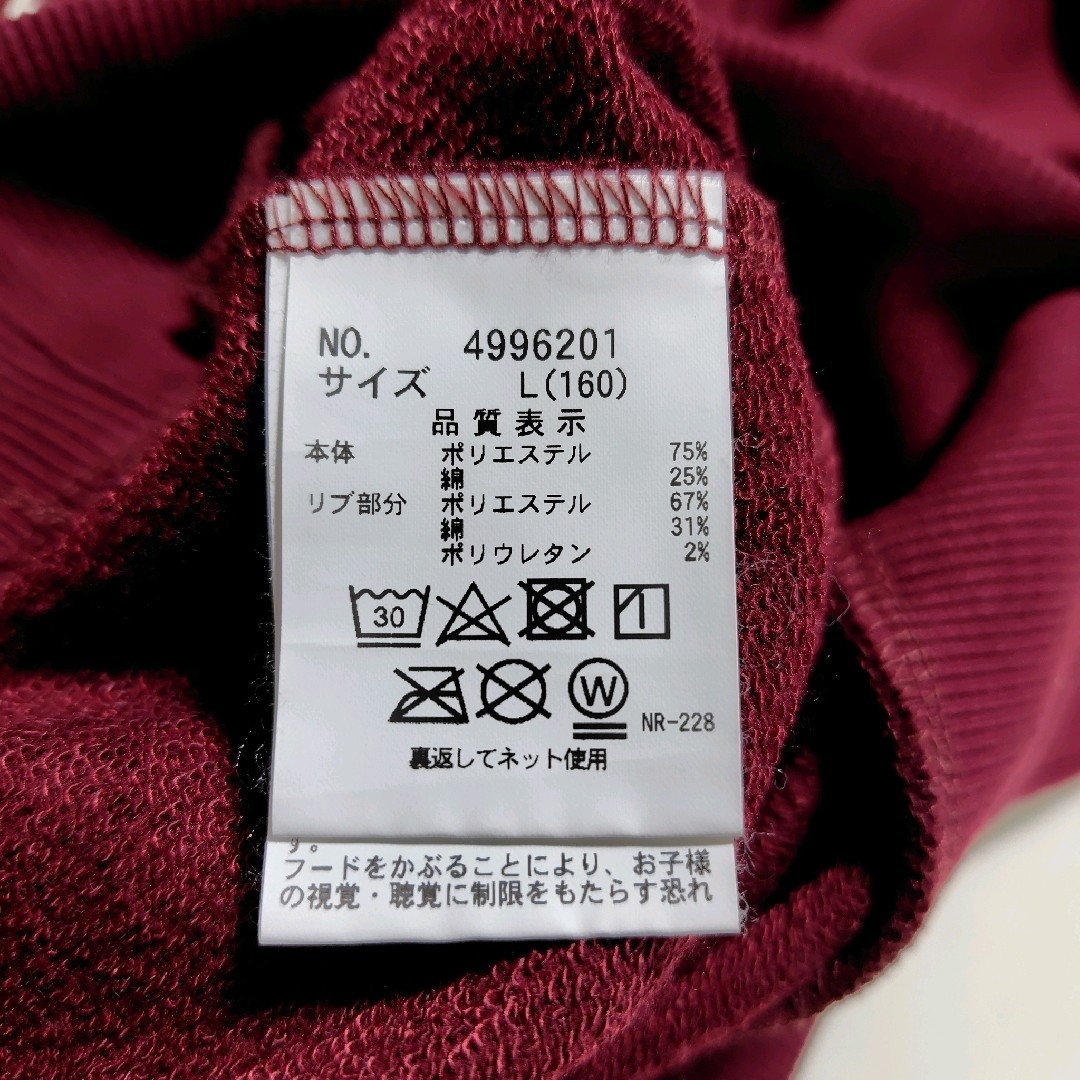 NO. 4996201
サイズ L(160)
品質表示
本体 ポリエステル 75%
綿 25%
リブ部分 ポリエステル 67%
綿 31%
ポリウレタン 2%
30
W
NR-228
裏返してネット使用
す。
フードをかぶることにより、お子様
の視覚・聴覚に制限をもたらす恐れ